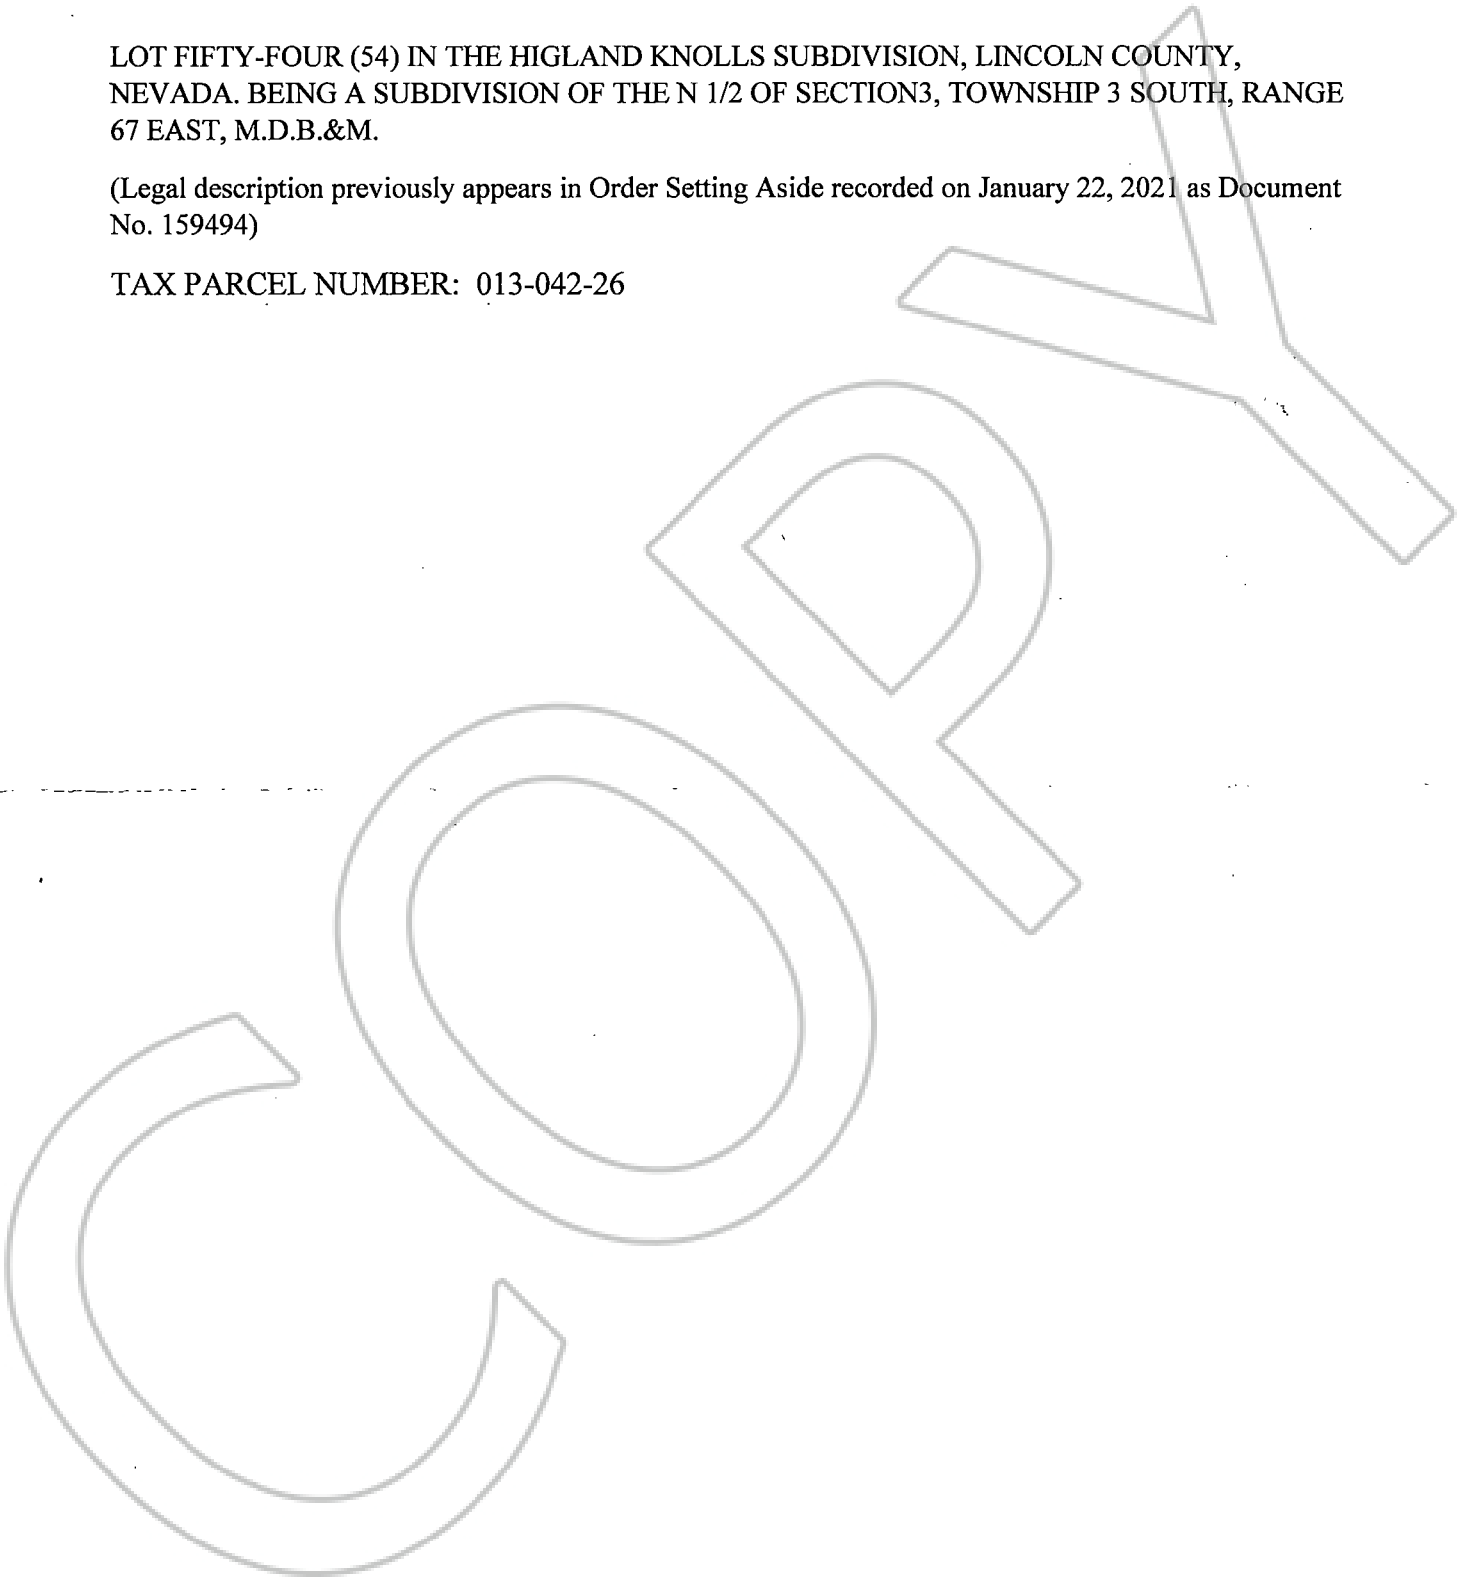 LOT FIFTY-FOUR (54) IN THE HIGLAND KNOLLS SUBDIVISION, LINCOLN COUNTY,
NEVADA. BEING A SUBDIVISION OF THE N 1/2 OF SECTION3, TOWNSHIP 3 SOUTH, RANGE
67 EAST, M.D.B.&M.
(Legal description previously appears in Order Setting Aside recorded on January 22, 2021 as Document
No. 159494)
TAX PARCEL NUMBER: 013-042-26
COPY